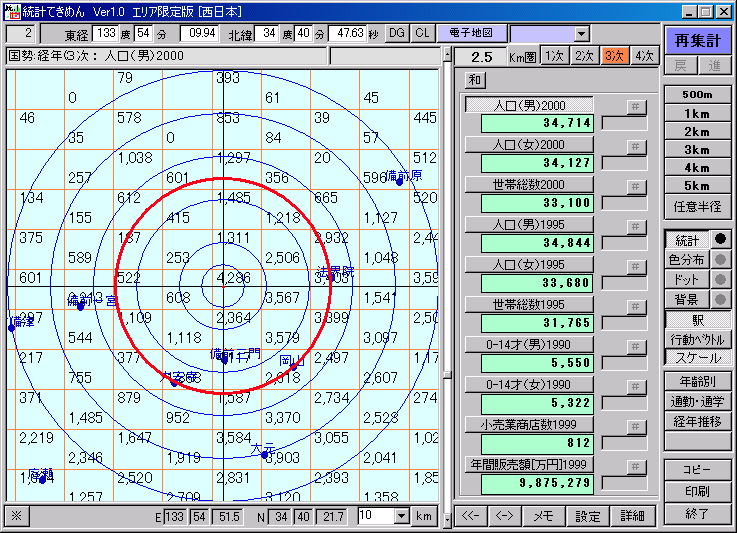 統計てきめん Ver1.0 エリア限定版 [西日本]
2 東経 133 度 54 分 09.94 北緯 34 度 40 分 47.63 秒 DG CL 電子地図
国勢:経年(3次: 人口(男)2000
2.5 Km圏 1次 2次 3次 4次
和
再集計
戻 進
500m
1km
2km
3km
4km
5km
任意半径
統計
色分布
ドット
背景
駅
行動ベクトル
スケール
年齢別
通勤・通学
経年推移
コピー
印刷
終了
人口(男)2000 #
34,714
人口(女)2000 #
34,127
世帯総数2000 #
33,100
人口(男)1995 #
34,844
人口(女)1995 #
33,680
世帯総数1995 #
31,765
0-14才(男)1990 #
5,550
0-14才(女)1990 #
5,322
小売業商店数1999 #
812
年間販売額[万円]1999 #
9,875,279
<<- <-> メモ 設定 詳細
79 393
0 61 45
46 578 853 39 445
35 0 84 57
1,038 1,297 20 512
601 356 596 備前原
134 612 1,485 665 520
155 415 1,218 1,127
375 187 1,311 2,932 2,44
589 253 2,506 1,048
601 522 4,286 法界院 3,803 3,59
608 3,567 1,541
備前一宮
備津 297 1,109 2,364 3,399 2,50
544 1,118 3,579 3,097
217 377 備前三門 岡山 2,497 1,37
755 大安寺 2,318 2,607
371 879 1,587 2,734
1,485 952 3,370 2,528
2,219 1,647 3,584 3,055 1,02
2,346 1,919 大元 3,903 2,041
庭瀬 2,520 2,831 2,393
1,257 2,709 3,120
※ E 133 54 51.5 N 34 40 21.7 10 km